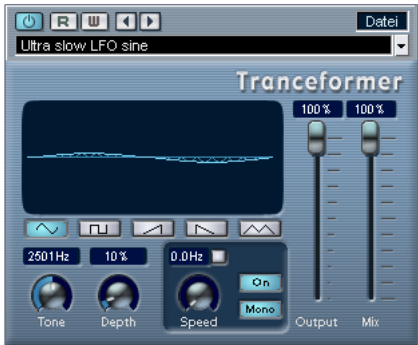 R W Datei
Ultra slow LFO sine
Tranceformer
100 % 100 %
2501Hz 10 % 0.0Hz
On
Mono
Tone Depth Speed Output Mix